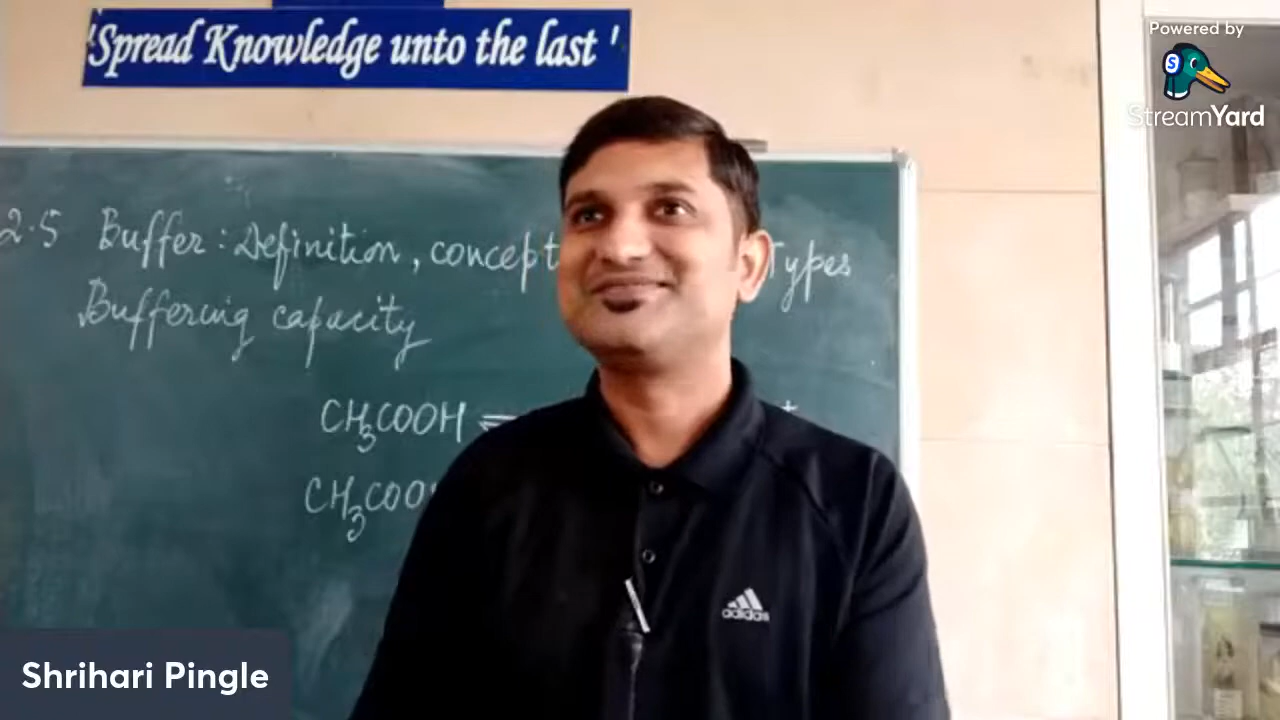 'Spread Knowledge unto the last '
Powered by
StreamYard
2.5 Buffer : Definition, concept Types
Buffering capacity
CH3COOH ⇌ +
CH3COO
adidas
Shrihari Pingle